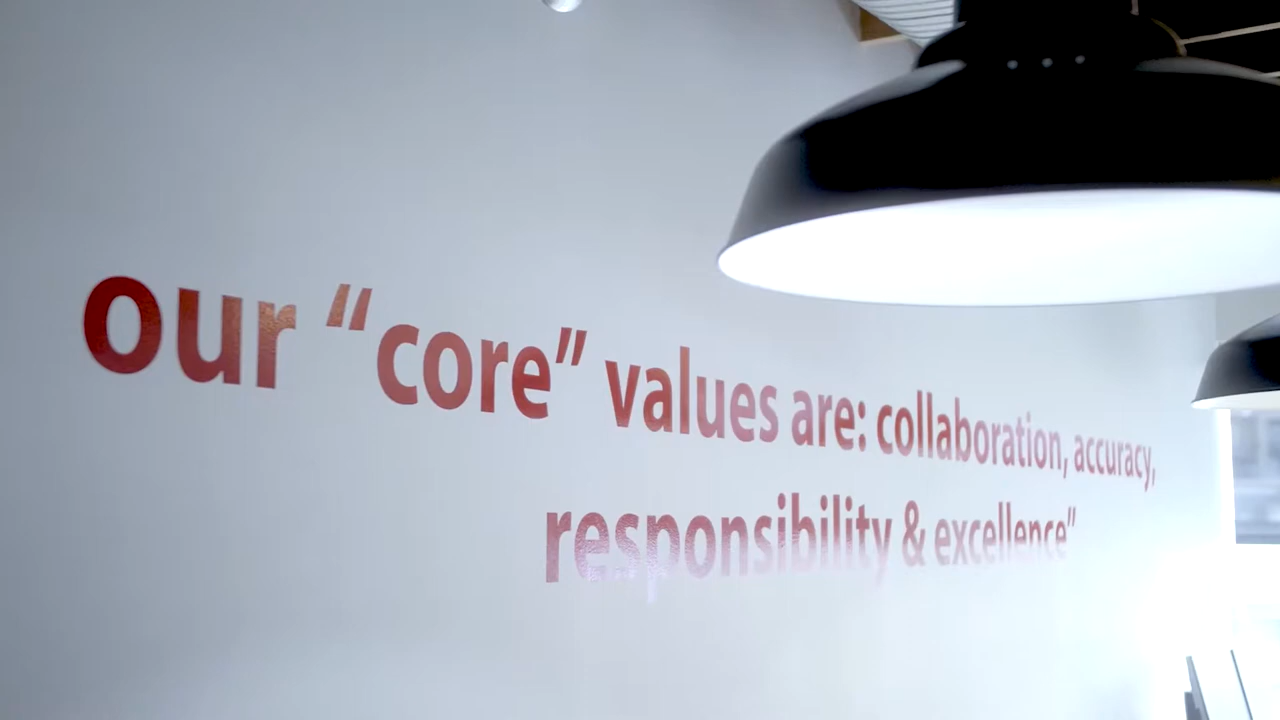 our “core” values are: collaboration, accuracy,
responsibility & excellence”